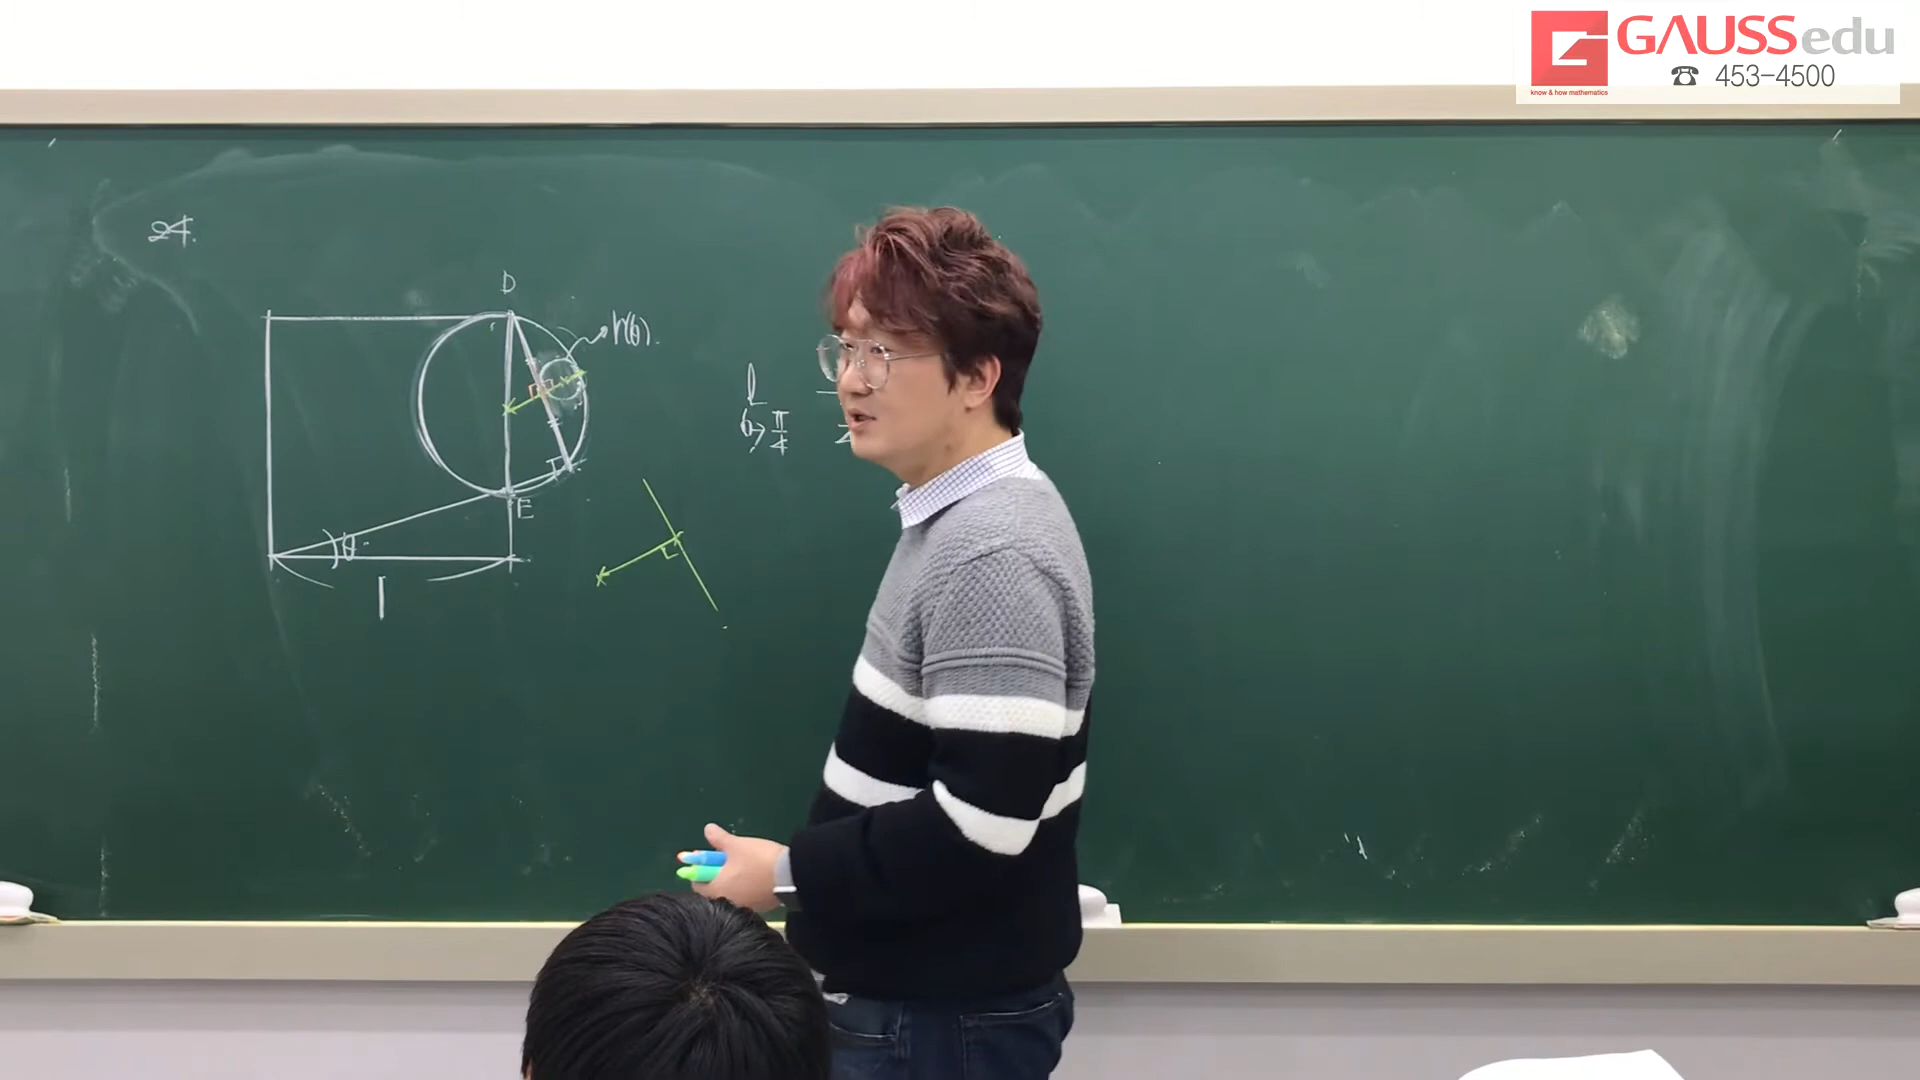 GAUSSedu
know & how mathematics
☎ 453-4500
24.
D
r(θ).
θ→π/4
E
θ
1